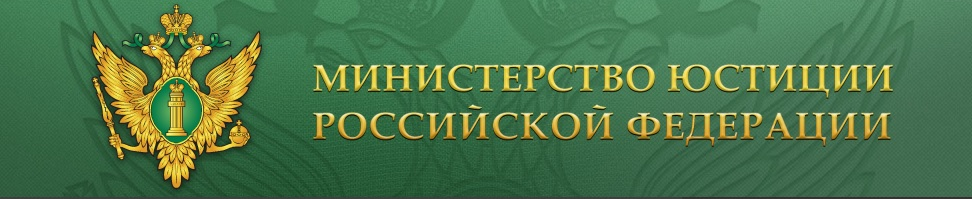 МИНИСТЕРСТВО ЮСТИЦИИ
РОССИЙСКОЙ ФЕДЕРАЦИИ